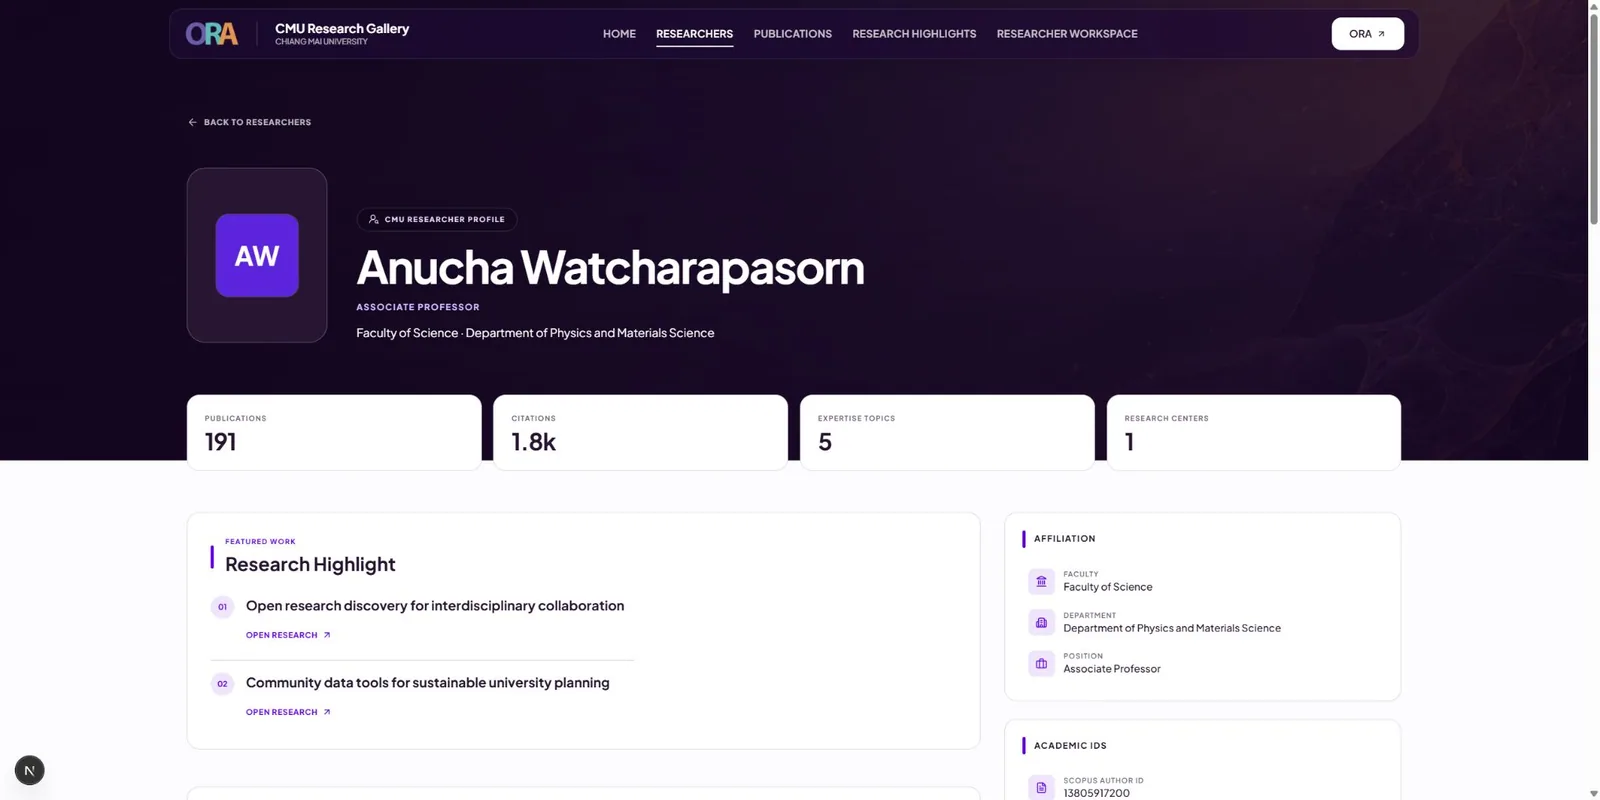 ORA
CMU Research Gallery
CHIANG MAI UNIVERSITY
HOME
RESEARCHERS
PUBLICATIONS
RESEARCH HIGHLIGHTS
RESEARCHER WORKSPACE
ORA
BACK TO RESEARCHERS
AW
CMU RESEARCHER PROFILE
Anucha Watcharapasorn
ASSOCIATE PROFESSOR
Faculty of Science · Department of Physics and Materials Science
PUBLICATIONS
191
CITATIONS
1.8k
EXPERTISE TOPICS
5
RESEARCH CENTERS
1
FEATURED WORK
Research Highlight
01
Open research discovery for interdisciplinary collaboration
OPEN RESEARCH
02
Community data tools for sustainable university planning
OPEN RESEARCH
AFFILIATION
FACULTY
Faculty of Science
DEPARTMENT
Department of Physics and Materials Science
POSITION
Associate Professor
ACADEMIC IDS
SCOPUS AUTHOR ID
13805917200
N